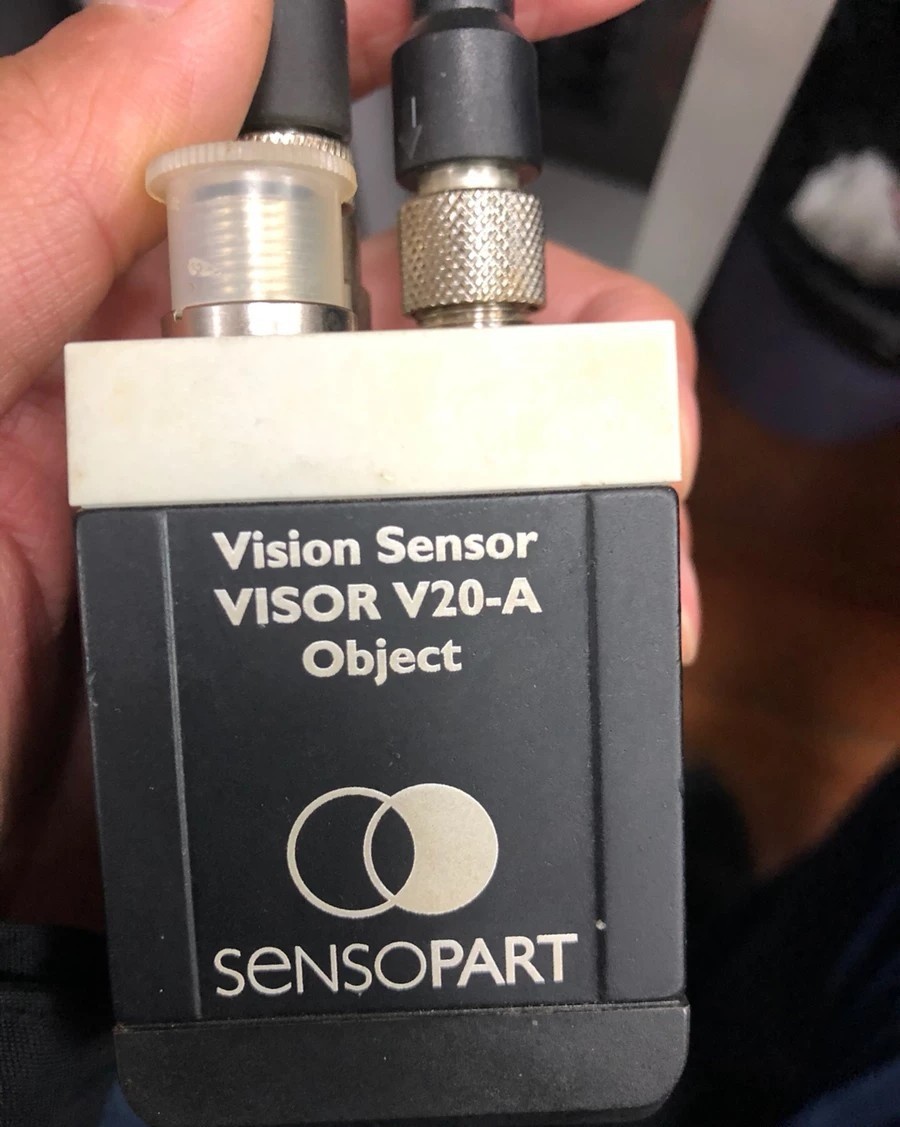 Vision Sensor
VISOR V20-A
Object
SENSOPART